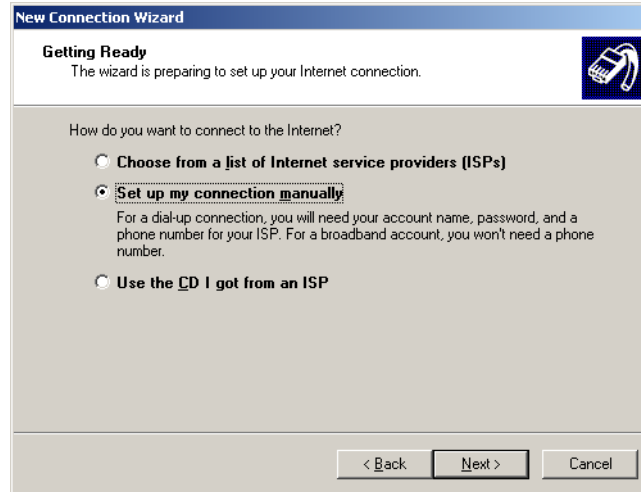 New Connection Wizard
Getting Ready
The wizard is preparing to set up your Internet connection.
How do you want to connect to the Internet?
Choose from a list of Internet service providers (ISPs)
Set up my connection manually
For a dial-up connection, you will need your account name, password, and a
phone number for your ISP. For a broadband account, you won't need a phone
number.
Use the CD I got from an ISP
< Back Next > Cancel